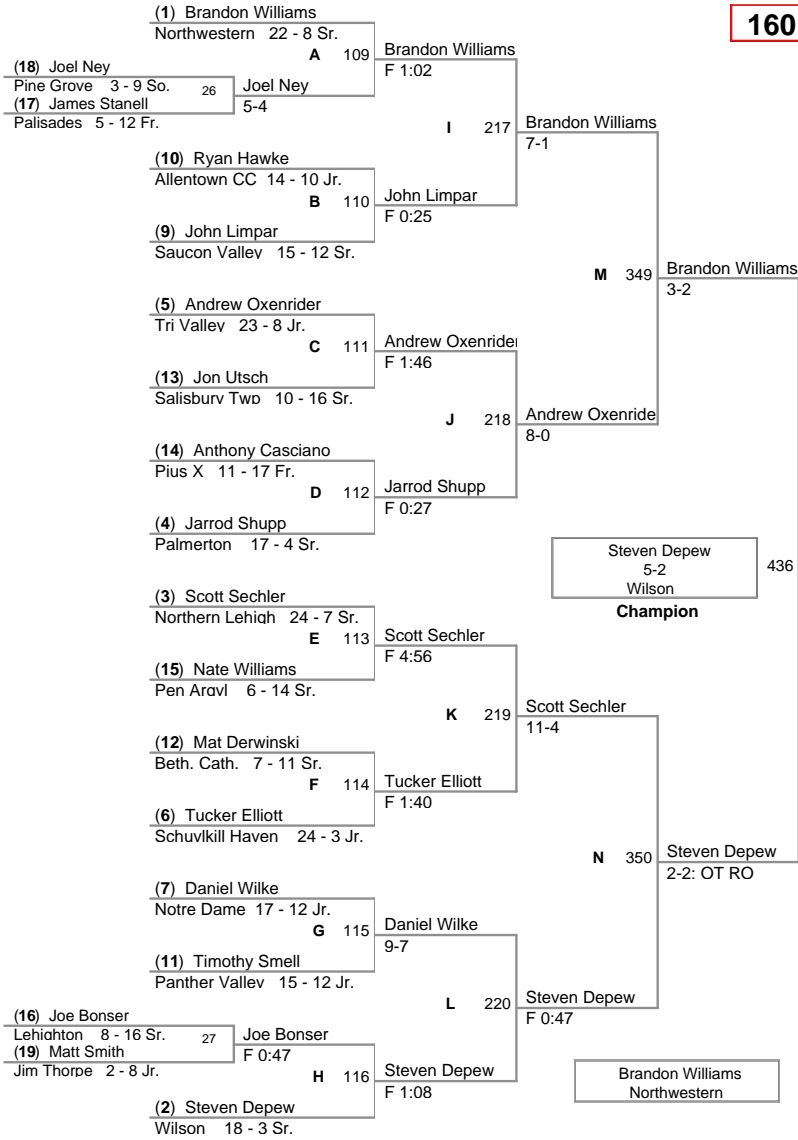 160
(1) Brandon Williams
Northwestern 22 - 8 Sr.
A 109
Brandon Williams
F 1:02
(18) Joel Ney
Pine Grove 3 - 9 So.
26
(17) James Stanell
Palisades 5 - 12 Fr.
Joel Ney
5-4
I 217
Brandon Williams
7-1
(10) Ryan Hawke
Allentown CC 14 - 10 Jr.
B 110
John Limpar
F 0:25
(9) John Limpar
Saucon Valley 15 - 12 Sr.
M 349
Brandon Williams
3-2
(5) Andrew Oxenrider
Tri Valley 23 - 8 Jr.
C 111
Andrew Oxenrider
F 1:46
(13) Jon Utsch
Salisbury Twp 10 - 16 Sr.
J 218
Andrew Oxenride
8-0
(14) Anthony Casciano
Pius X 11 - 17 Fr.
D 112
Jarrod Shupp
F 0:27
(4) Jarrod Shupp
Palmerton 17 - 4 Sr.
Steven Depew
5-2
Wilson
436
Champion
(3) Scott Sechler
Northern Lehigh 24 - 7 Sr.
E 113
Scott Sechler
F 4:56
(15) Nate Williams
Pen Argyl 6 - 14 Sr.
K 219
Scott Sechler
11-4
(12) Mat Derwinski
Beth. Cath. 7 - 11 Sr.
F 114
Tucker Elliott
F 1:40
(6) Tucker Elliott
Schuylkill Haven 24 - 3 Jr.
N 350
Steven Depew
2-2: OT RO
(7) Daniel Wilke
Notre Dame 17 - 12 Jr.
G 115
Daniel Wilke
9-7
(11) Timothy Smell
Panther Valley 15 - 12 Jr.
L 220
Steven Depew
F 0:47
(16) Joe Bonser
Lehighton 8 - 16 Sr.
27
(19) Matt Smith
Jim Thorpe 2 - 8 Jr.
Joe Bonser
F 0:47
H 116
Steven Depew
F 1:08
(2) Steven Depew
Wilson 18 - 3 Sr.
Brandon Williams
Northwestern